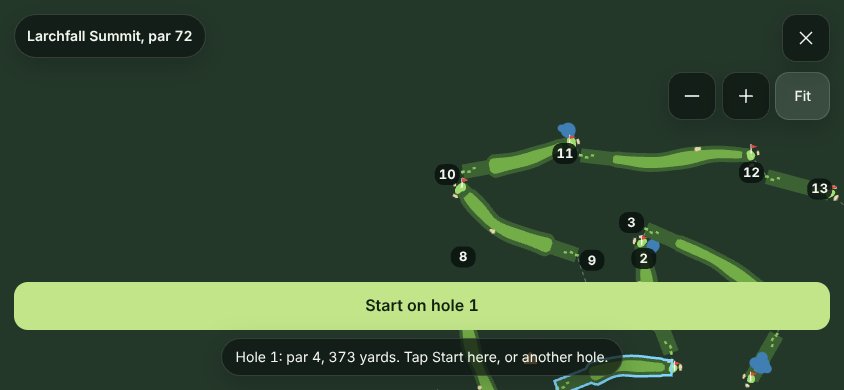 Larchfall Summit, par 72
Fit
11
12
10
13
3
8
9
2
Start on hole 1
Hole 1: par 4, 373 yards. Tap Start here, or another hole.